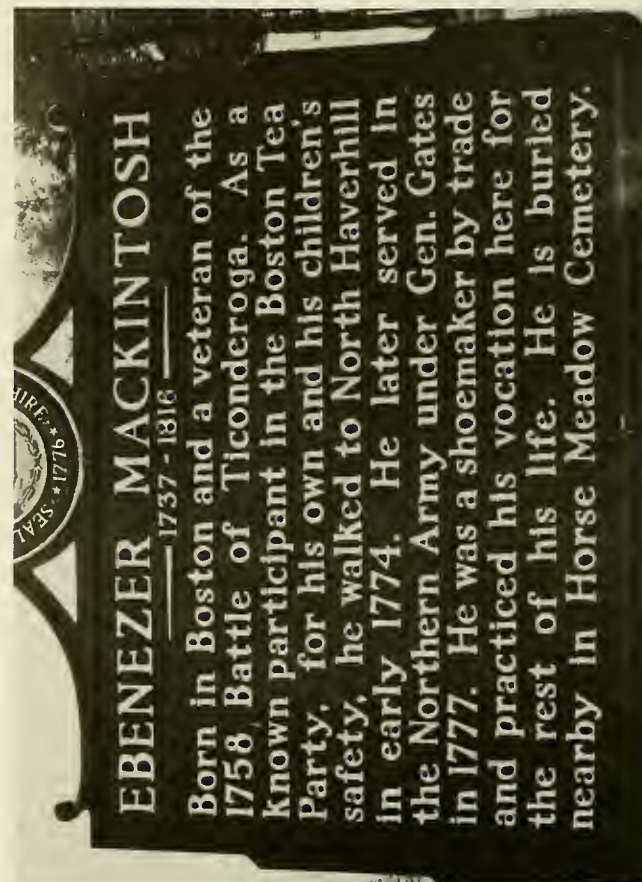 HIRE * 1776 * SEAL
EBENEZER MACKINTOSH
1737-1816
Born in Boston and a veteran of the
1758 Battle of Ticonderoga. As a
known participant in the Boston Tea
Party, for his own and his children's
safety, he walked to North Haverhill
in early 1774. He later served in
the Northern Army under Gen. Gates
in 1777. He was a shoemaker by trade
and practiced his vocation here for
the rest of his life. He is buried
nearby in Horse Meadow Cemetery.